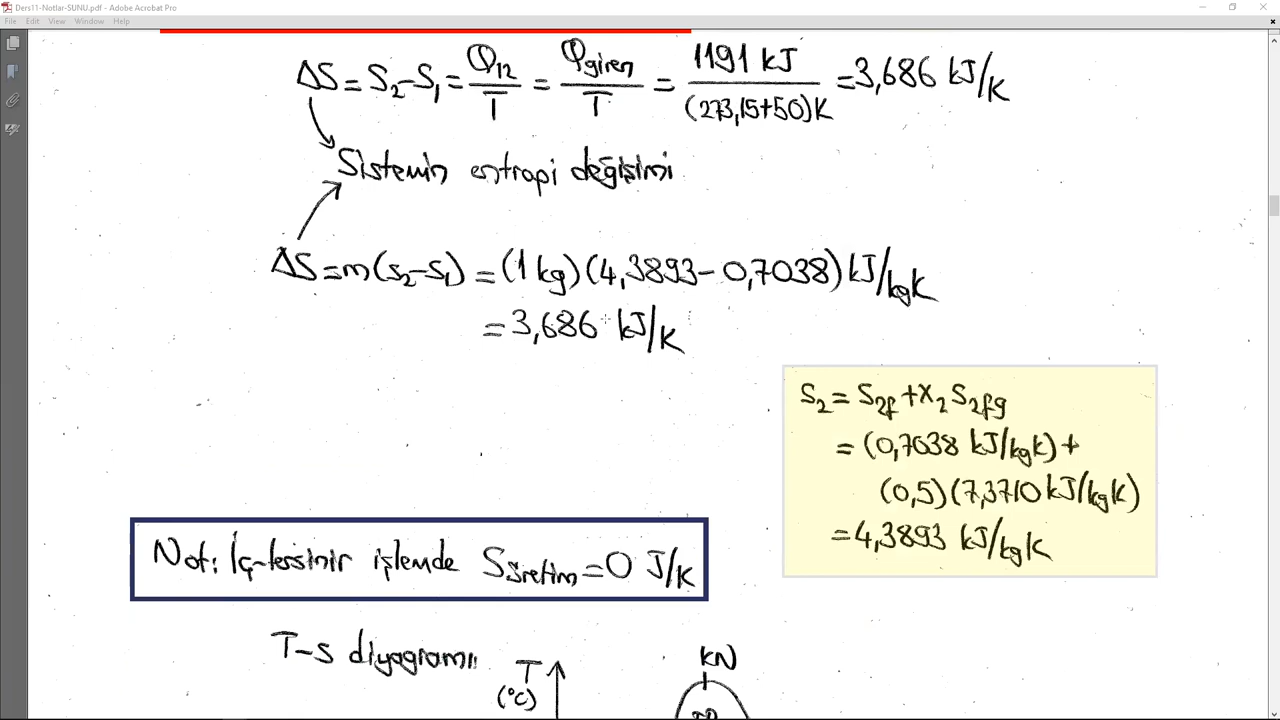 Ders11-Notlar-SUNU.pdf - Adobe Acrobat Pro
File Edit View Window Help
ΔS = S₂-S₁ = Q₁₂/T = Qgiren/T = 1191 kJ/(273,15+50)K = 3,686 kJ/K
Sistemin entropi değişimi
ΔS=m(s₂-s₁) = (1 kg)(4,3893-0,7038) kJ/kgK
= 3,686 kJ/K
s₂ = s₂f + x₂ s₂fg
= (0,7038 kJ/kgK) +
(0,5)(7,3710 kJ/kgK)
= 4,3893 kJ/kgK
Not: İç-tersinir işlemde Süretim = 0 J/K
T-s diyagramı
T
(°C)
KN